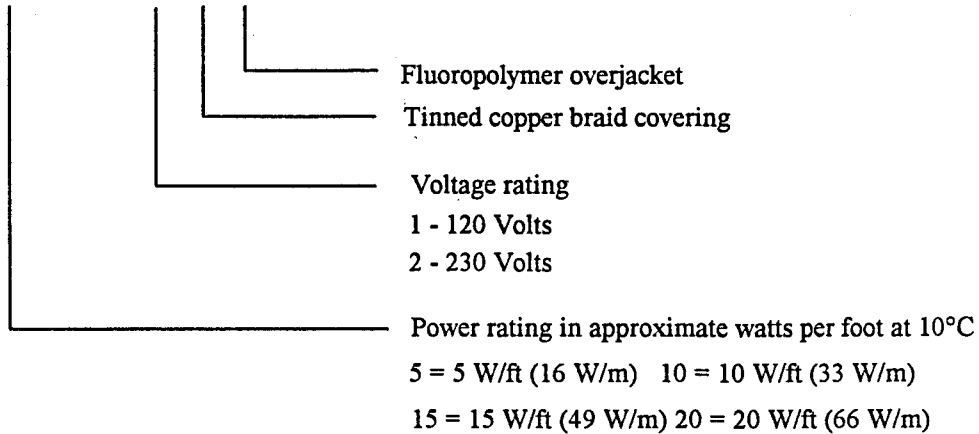 Fluoropolymer overjacket
Tinned copper braid covering
Voltage rating
1 - 120 Volts
2 - 230 Volts
Power rating in approximate watts per foot at 10°C
5 = 5 W/ft (16 W/m) 10 = 10 W/ft (33 W/m)
15 = 15 W/ft (49 W/m) 20 = 20 W/ft (66 W/m)